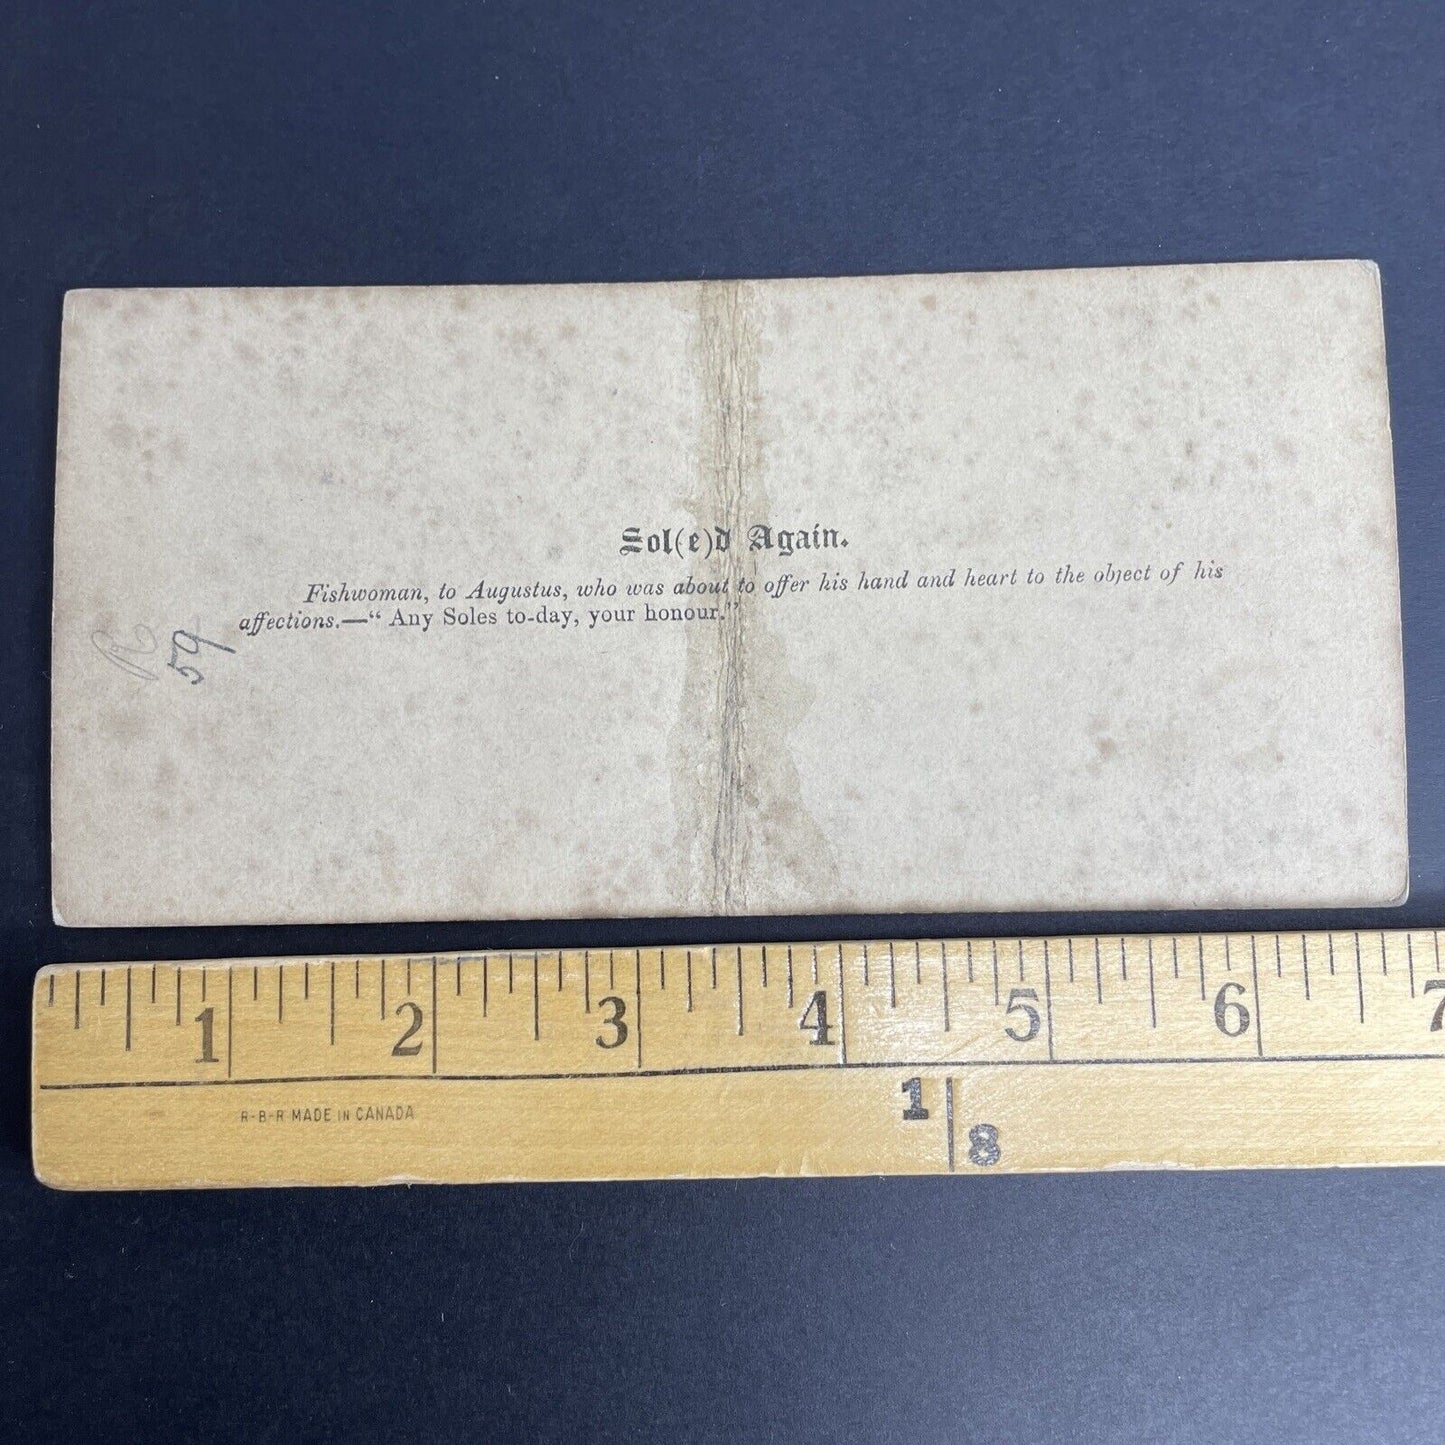 Sol(e)d Again.
Fishwoman, to Augustus, who was about to offer his hand and heart to the object of his
affections.—“ Any Soles to-day, your honour.”
59
1 2 3 4 5 6 7
R-B-R MADE IN CANADA
1
8